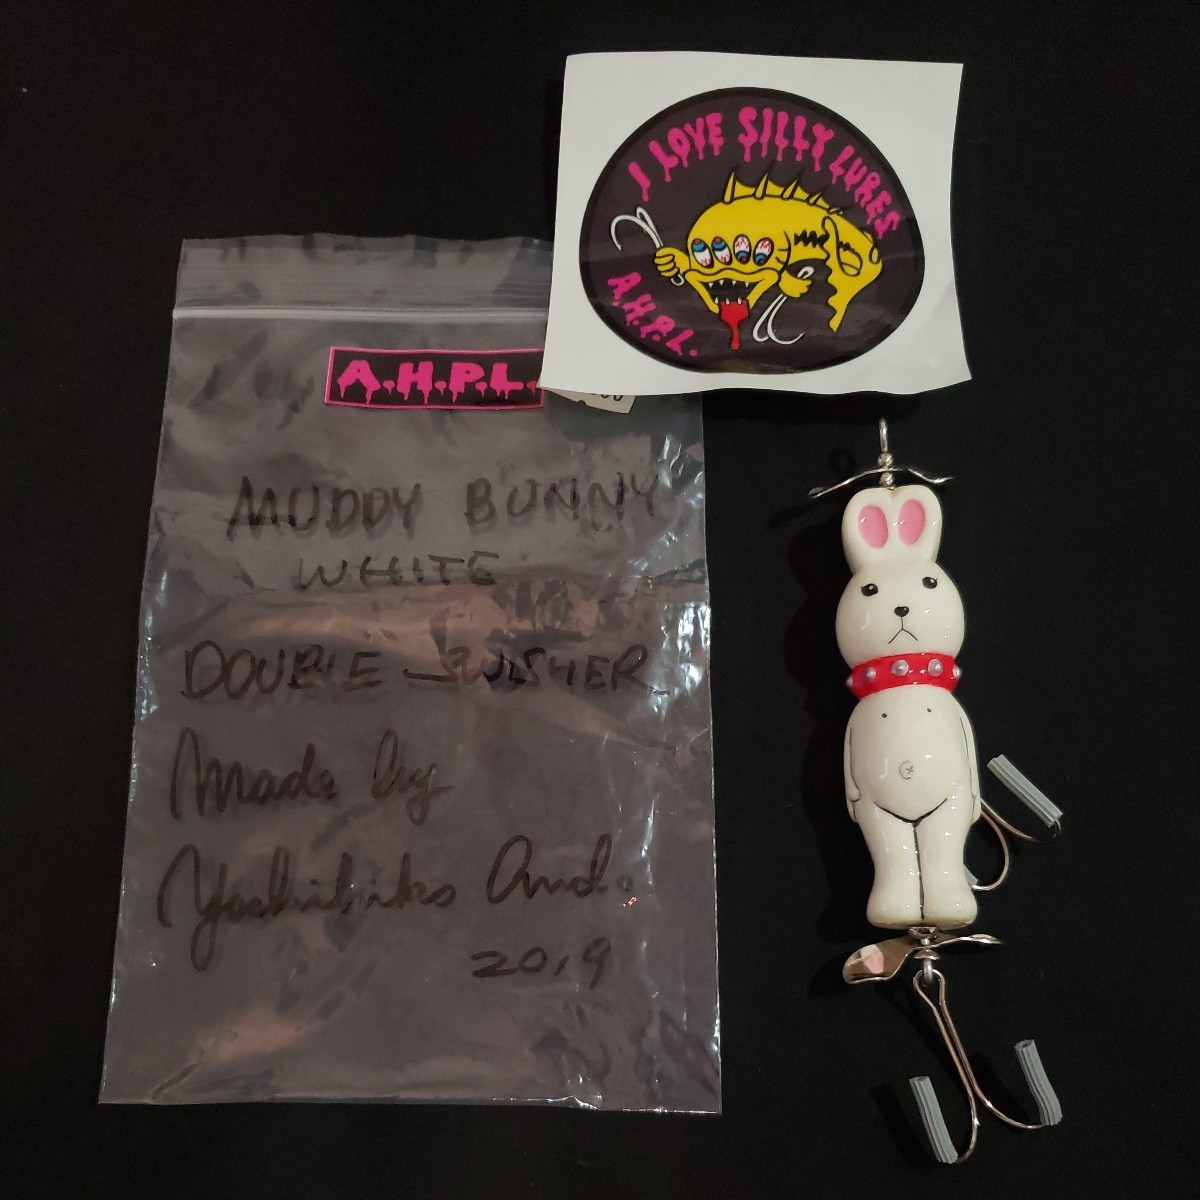 I LOVE SILLY LURES
A.H.P.L.
A.H.P.L.
MUDDY BUNNY
WHITE
DOUBLE SWISHER
Made by
Yoshihiko Ando
2019